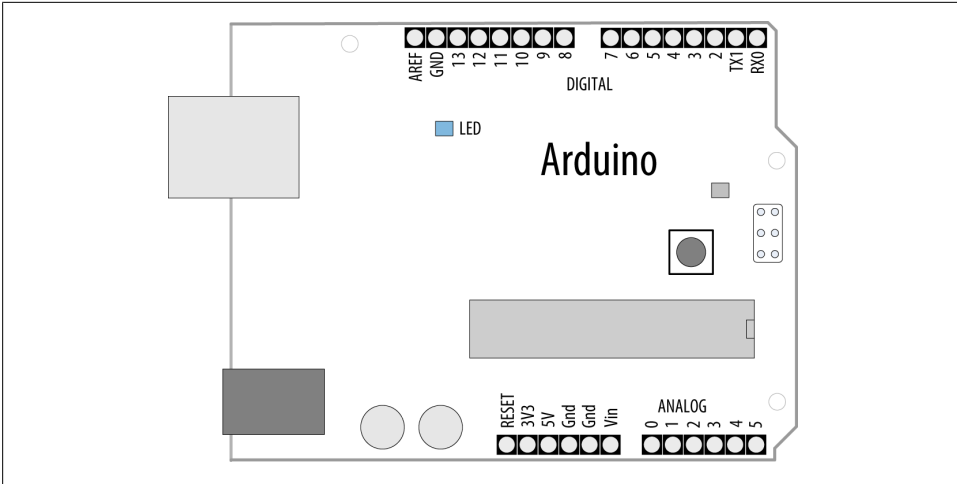 AREF GND 13 12 11 10 9 8 7 6 5 4 3 2 TX1 RX0
DIGITAL
LED
Arduino
RESET 3V3 5V Gnd Gnd Vin
ANALOG
0 1 2 3 4 5